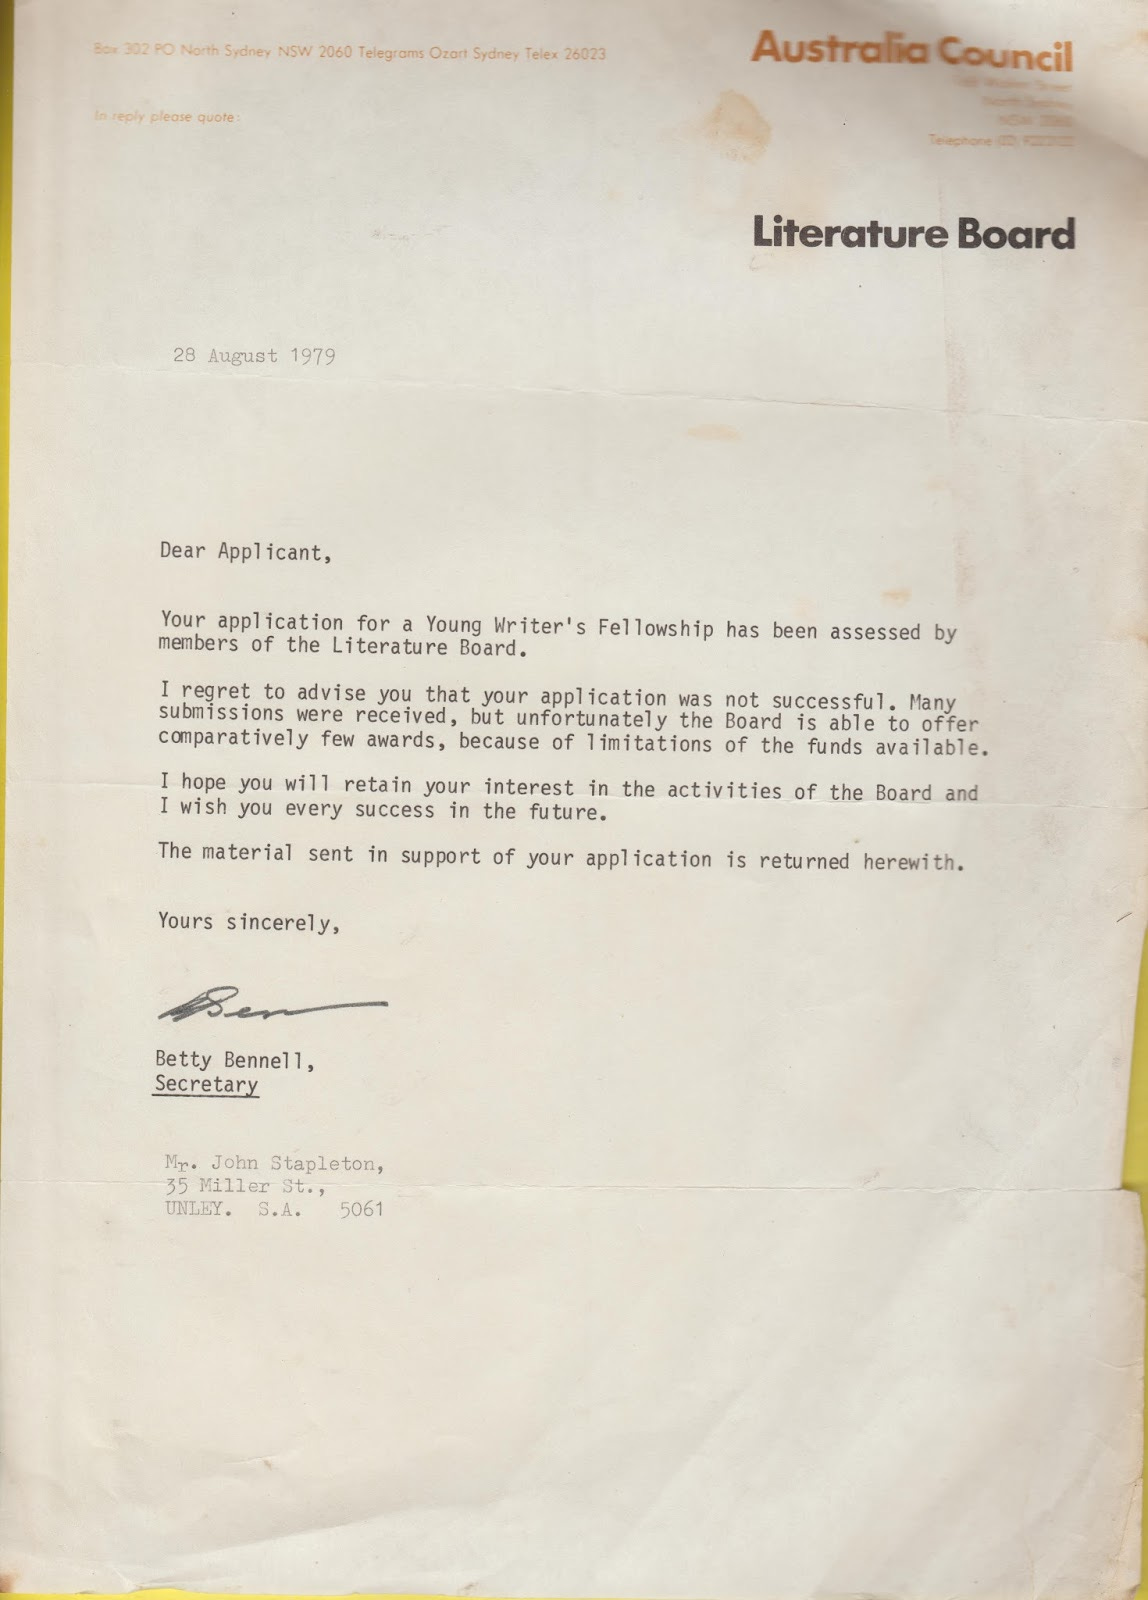 Box 302 PO North Sydney NSW 2060 Telegrams Ozart Sydney Telex 26023
Australia Council
North Sydney
NSW 2060
Telephone (02)
In reply please quote:
Literature Board
28 August 1979
Dear Applicant,
Your application for a Young Writer's Fellowship has been assessed by
members of the Literature Board.
I regret to advise you that your application was not successful. Many
submissions were received, but unfortunately the Board is able to offer
comparatively few awards, because of limitations of the funds available.
I hope you will retain your interest in the activities of the Board and
I wish you every success in the future.
The material sent in support of your application is returned herewith.
Yours sincerely,
Betty Bennell,
Secretary
Mr. John Stapleton,
35 Miller St.,
UNLEY. S.A. 5061